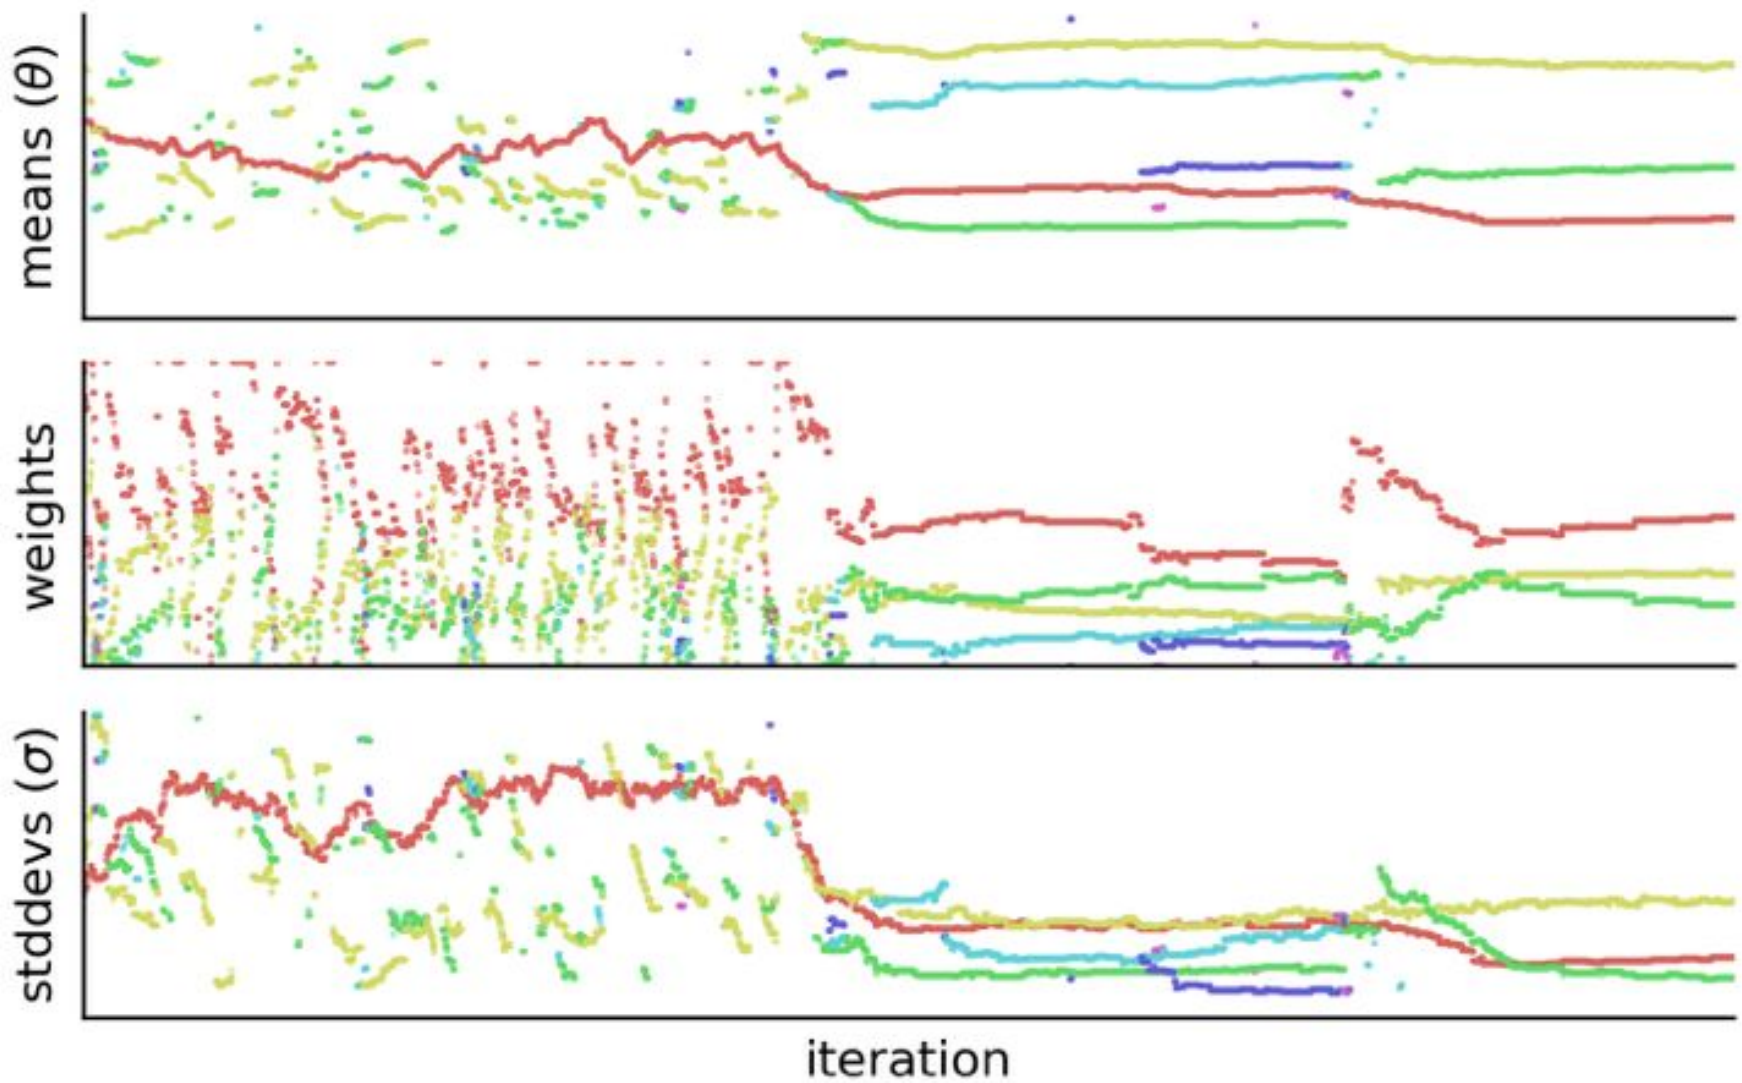 means (θ)
weights
stddevs (σ)
iteration